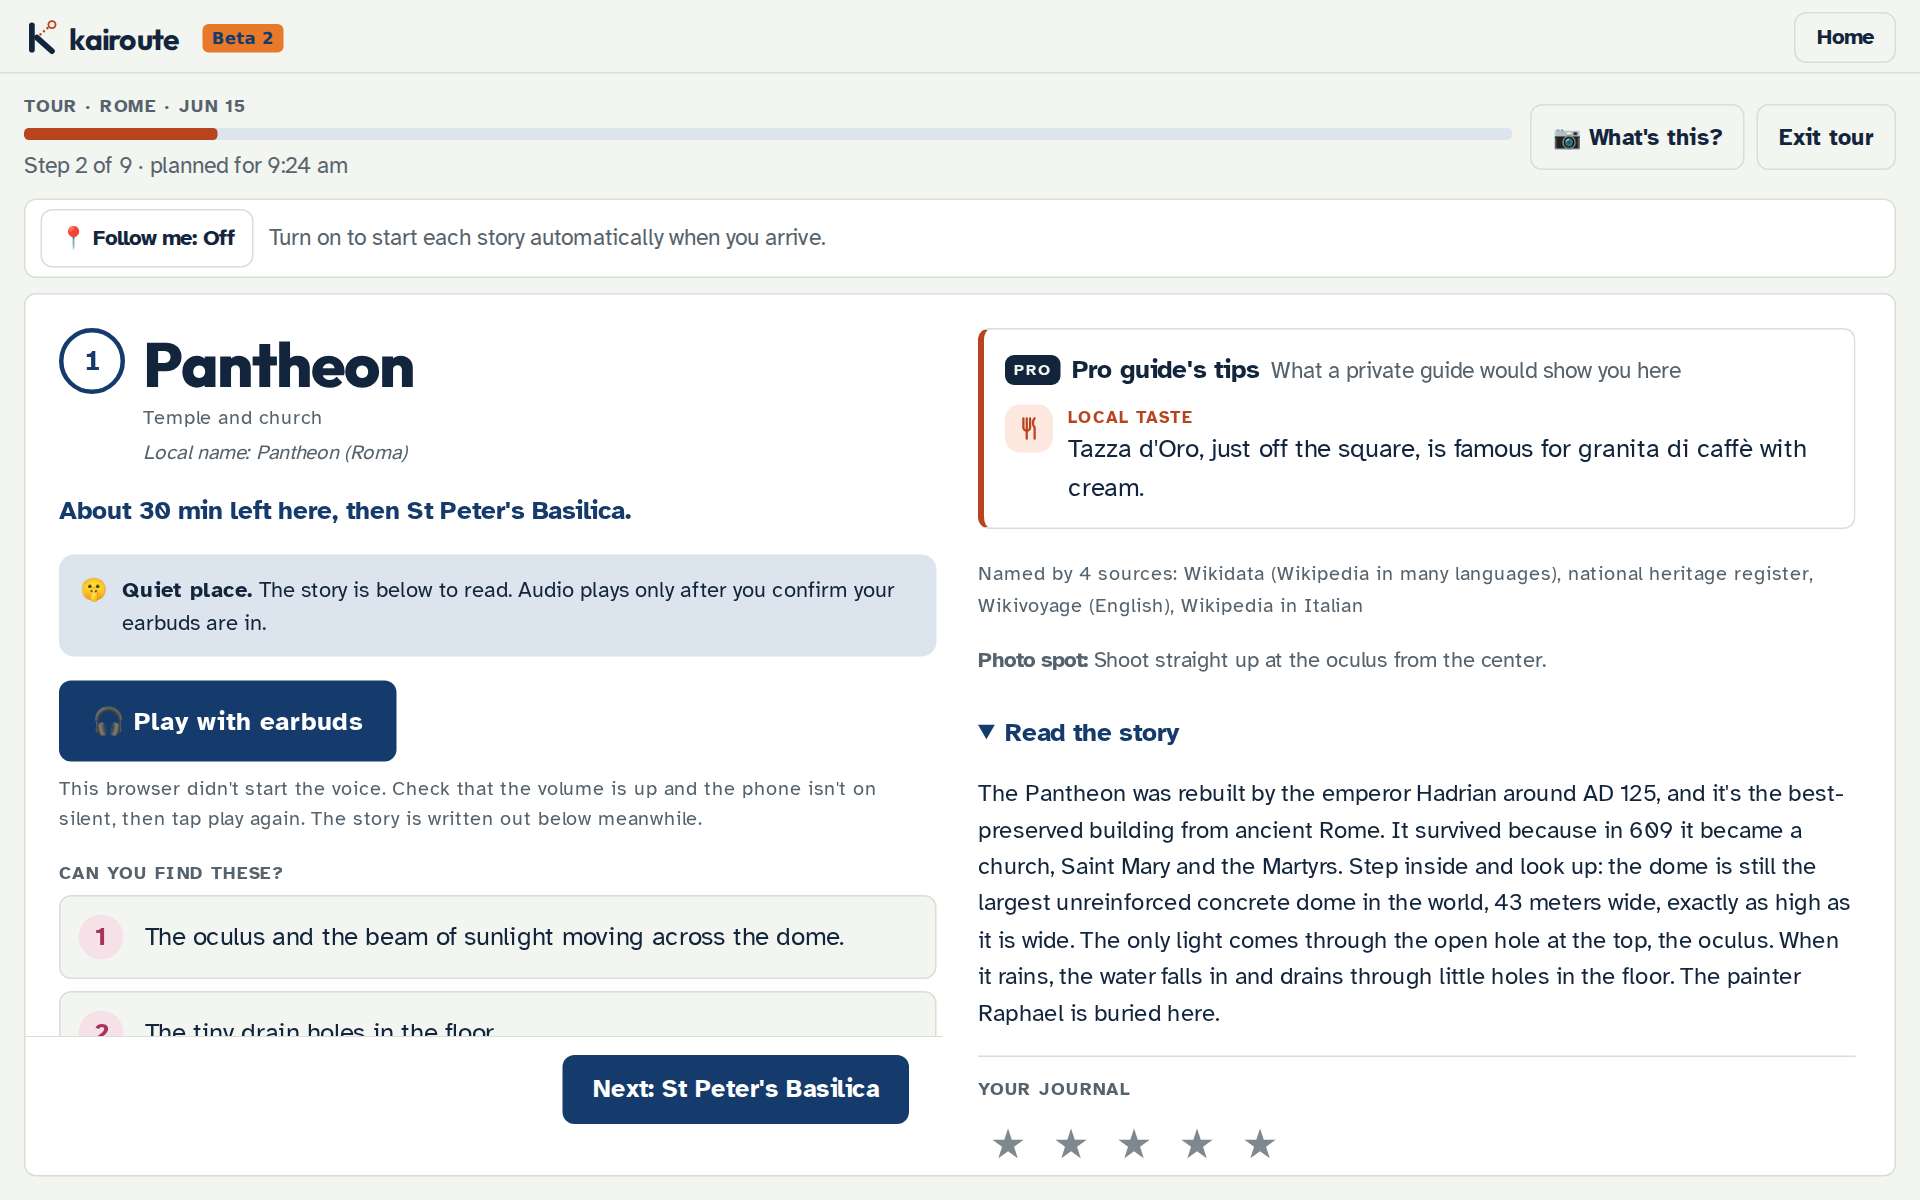 kairoute
Beta 2
Home
TOUR · ROME · JUN 15
Step 2 of 9 · planned for 9:24 am
What's this?
Exit tour
Follow me: Off
Turn on to start each story automatically when you arrive.
1
Pantheon
Temple and church
Local name: Pantheon (Roma)
About 30 min left here, then St Peter's Basilica.
Quiet place. The story is below to read. Audio plays only after you confirm your
earbuds are in.
Play with earbuds
This browser didn't start the voice. Check that the volume is up and the phone isn't on
silent, then tap play again. The story is written out below meanwhile.
CAN YOU FIND THESE?
1
The oculus and the beam of sunlight moving across the dome.
2
The tiny drain holes in the floor.
Next: St Peter's Basilica
PRO
Pro guide's tips
What a private guide would show you here
LOCAL TASTE
Tazza d'Oro, just off the square, is famous for granita di caffè with
cream.
Named by 4 sources: Wikidata (Wikipedia in many languages), national heritage register,
Wikivoyage (English), Wikipedia in Italian
Photo spot: Shoot straight up at the oculus from the center.
Read the story
The Pantheon was rebuilt by the emperor Hadrian around AD 125, and it's the best-
preserved building from ancient Rome. It survived because in 609 it became a
church, Saint Mary and the Martyrs. Step inside and look up: the dome is still the
largest unreinforced concrete dome in the world, 43 meters wide, exactly as high as
it is wide. The only light comes through the open hole at the top, the oculus. When
it rains, the water falls in and drains through little holes in the floor. The painter
Raphael is buried here.
YOUR JOURNAL